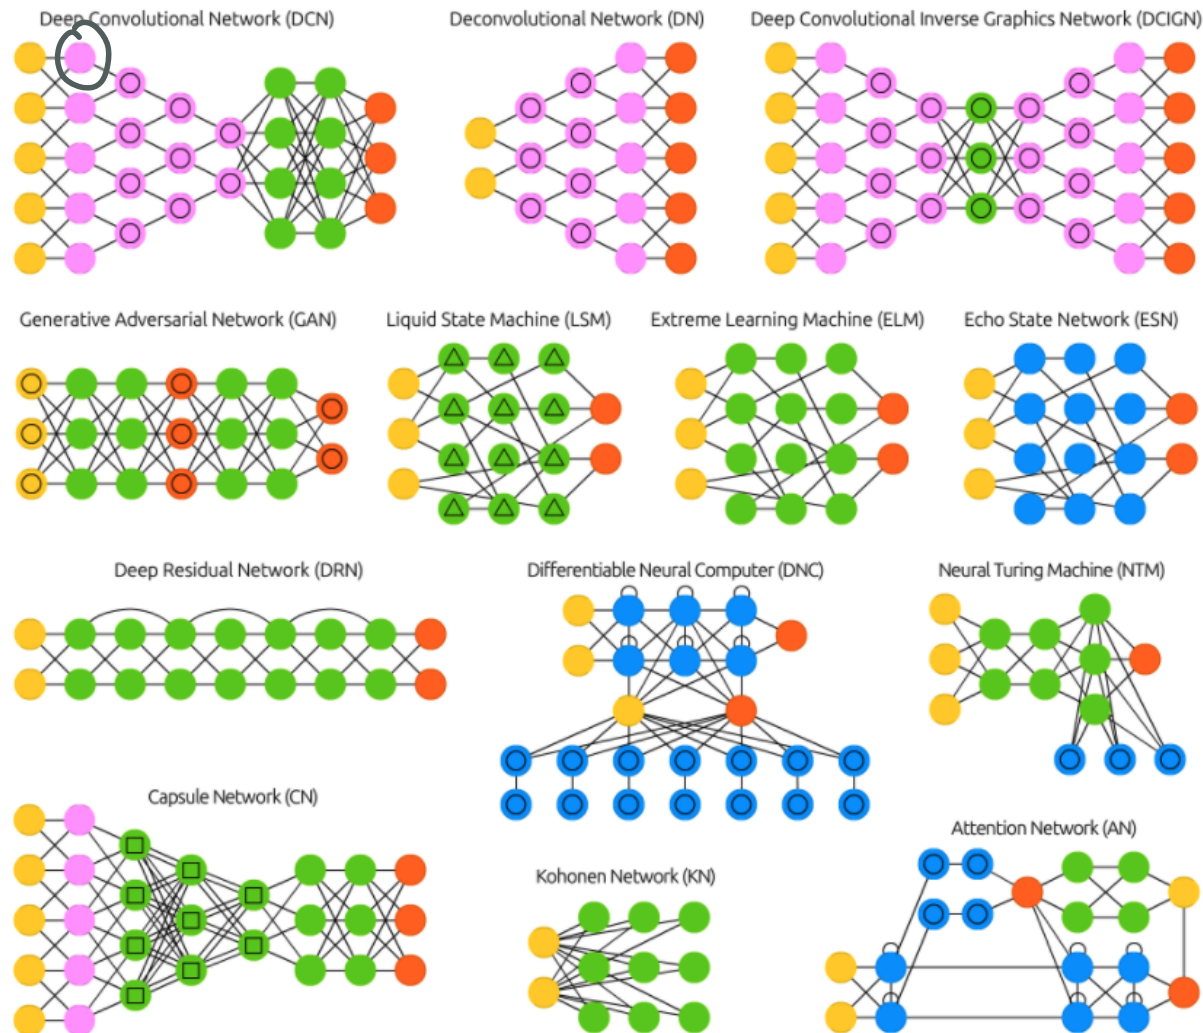 Deep Convolutional Network (DCN)
Deconvolutional Network (DN)
Deep Convolutional Inverse Graphics Network (DCIGN)
Generative Adversarial Network (GAN)
Liquid State Machine (LSM)
Extreme Learning Machine (ELM)
Echo State Network (ESN)
Deep Residual Network (DRN)
Differentiable Neural Computer (DNC)
Neural Turing Machine (NTM)
Capsule Network (CN)
Kohonen Network (KN)
Attention Network (AN)